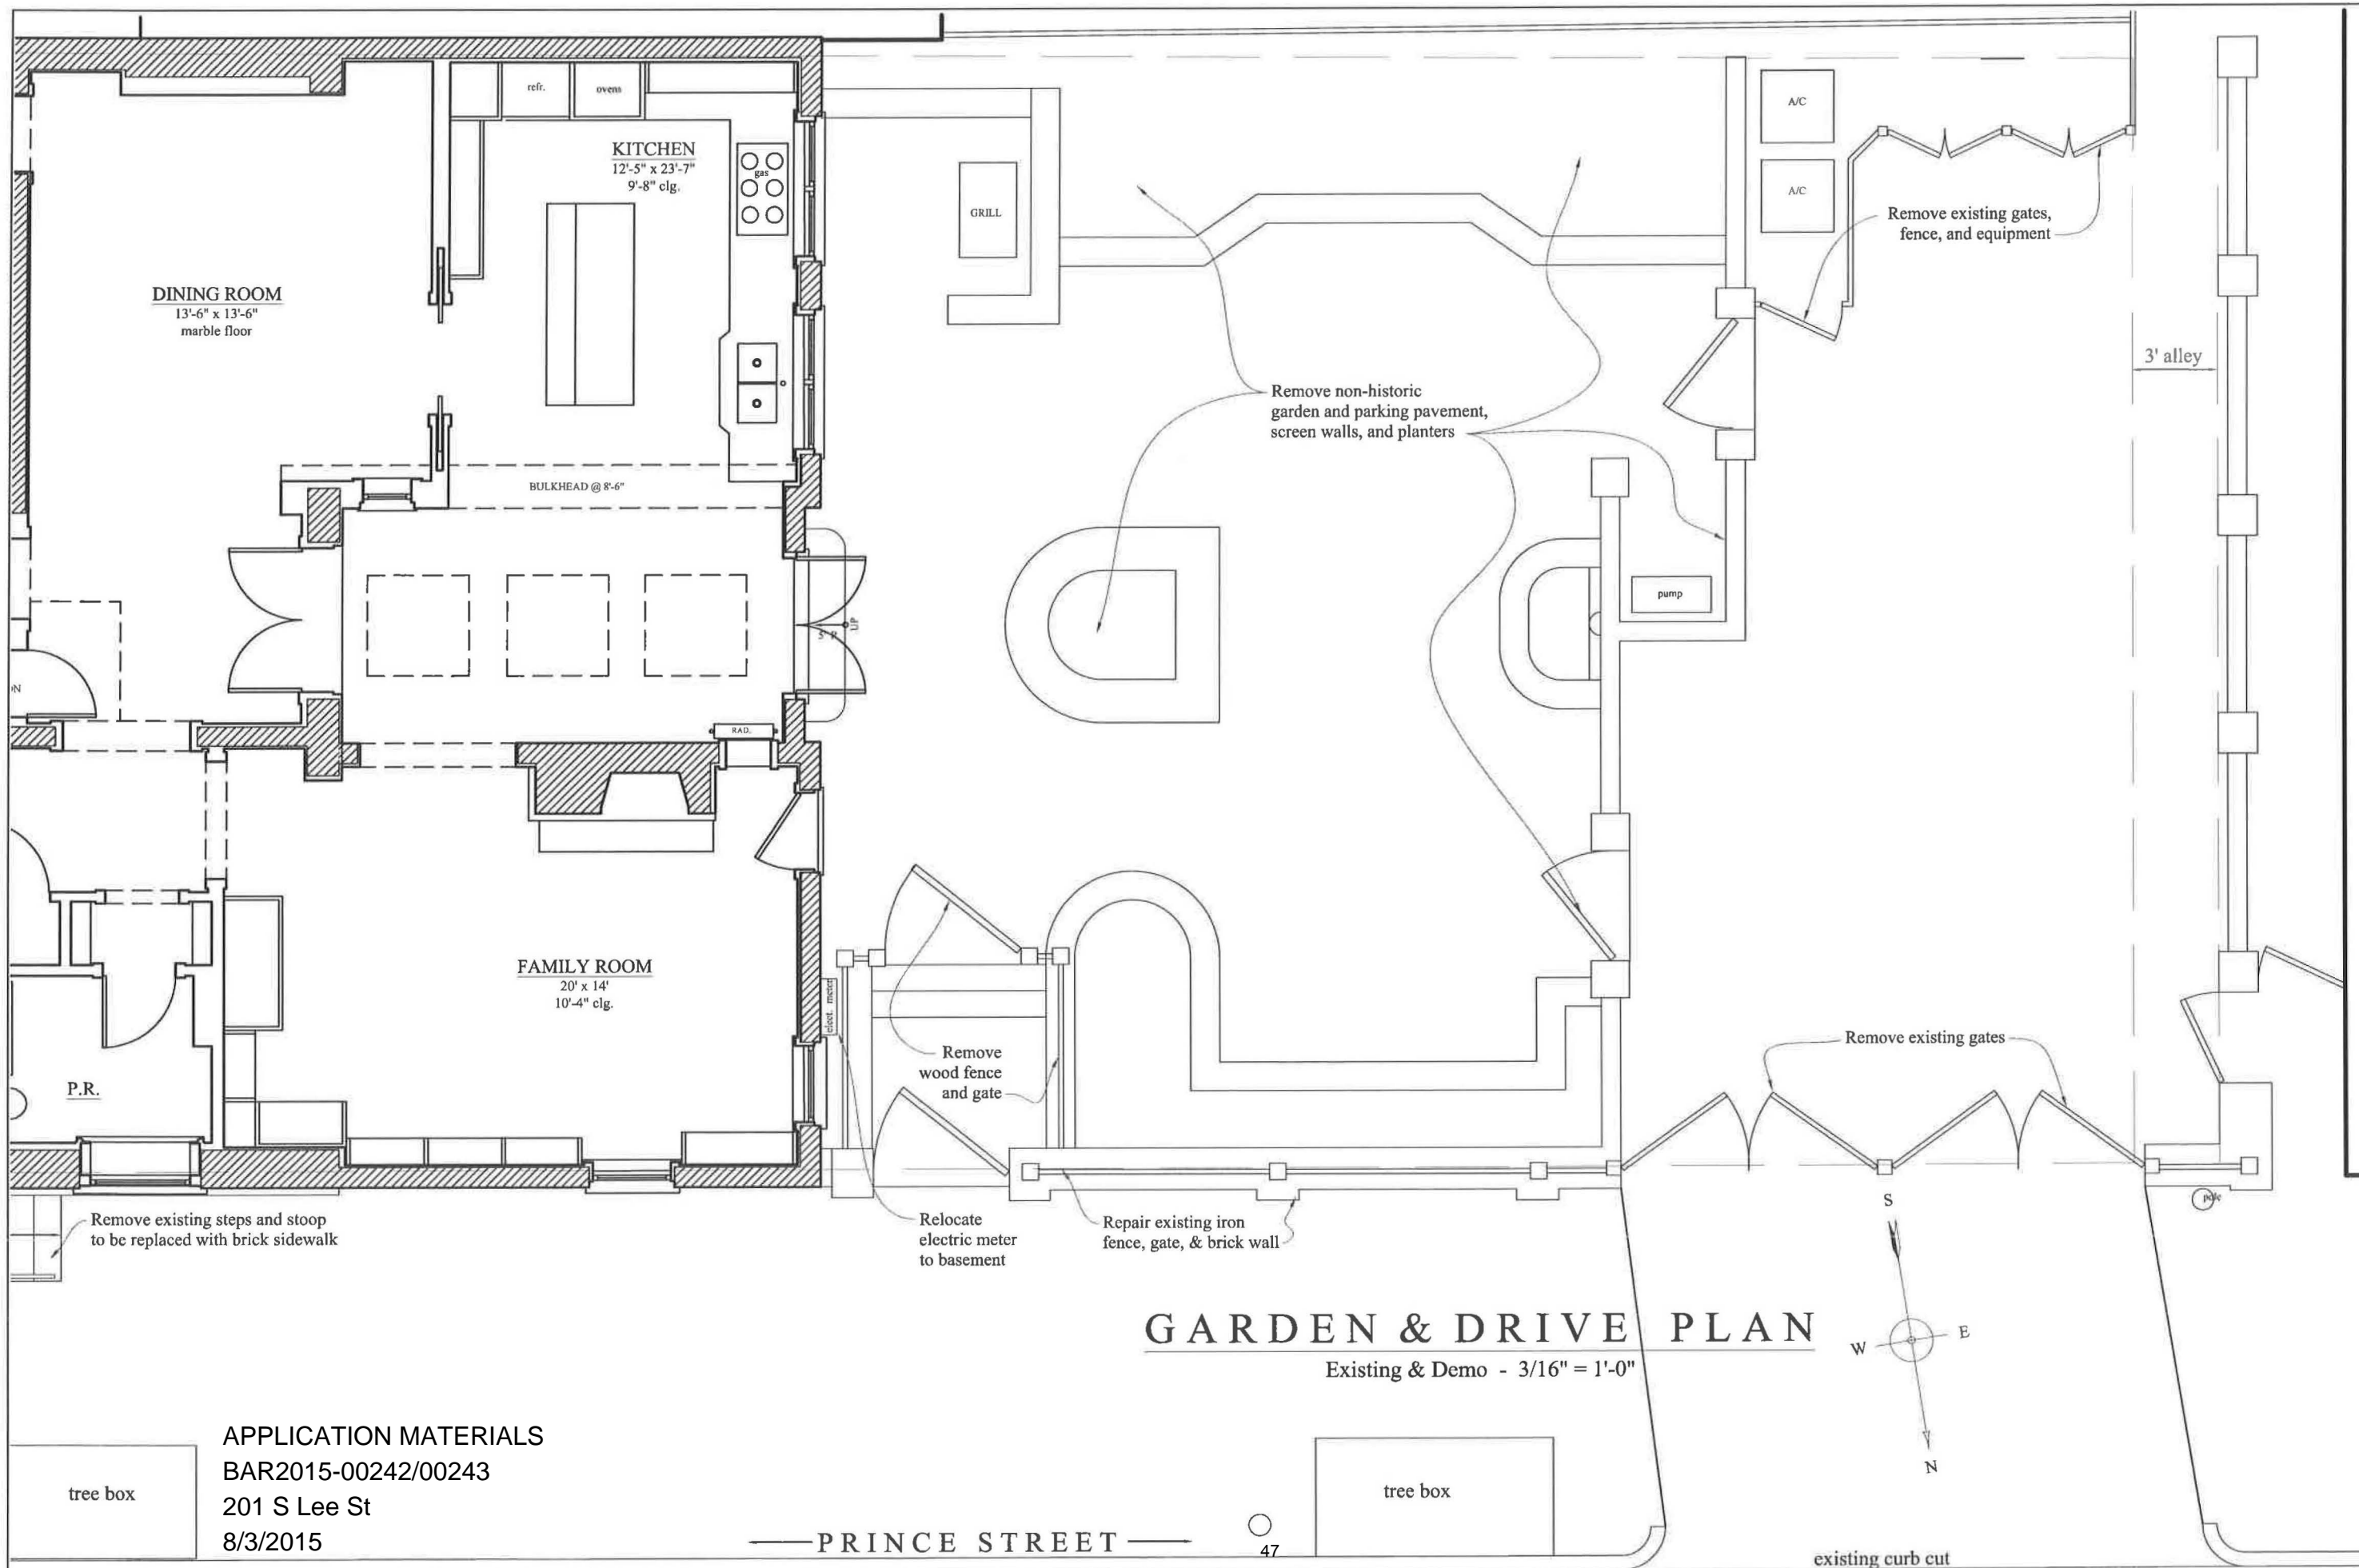 refr.
ovens
KITCHEN
12'-5" x 23'-7"
9'-8" clg.
gas
A/C
A/C
GRILL
Remove existing gates,
fence, and equipment
DINING ROOM
13'-6" x 13'-6"
marble floor
3' alley
Remove non-historic
garden and parking pavement,
screen walls, and planters
BULKHEAD @ 8'-6"
pump
UP
RAD.
FAMILY ROOM
20' x 14'
10'-4" clg.
elect. meter
Remove
wood fence
and gate
Remove existing gates
P.R.
Remove existing steps and stoop
to be replaced with brick sidewalk
Relocate
electric meter
to basement
Repair existing iron
fence, gate, & brick wall
pole
S
W
E
N
GARDEN & DRIVE PLAN
Existing & Demo - 3/16" = 1'-0"
APPLICATION MATERIALS
BAR2015-00242/00243
201 S Lee St
8/3/2015
tree box
tree box
PRINCE STREET
47
existing curb cut